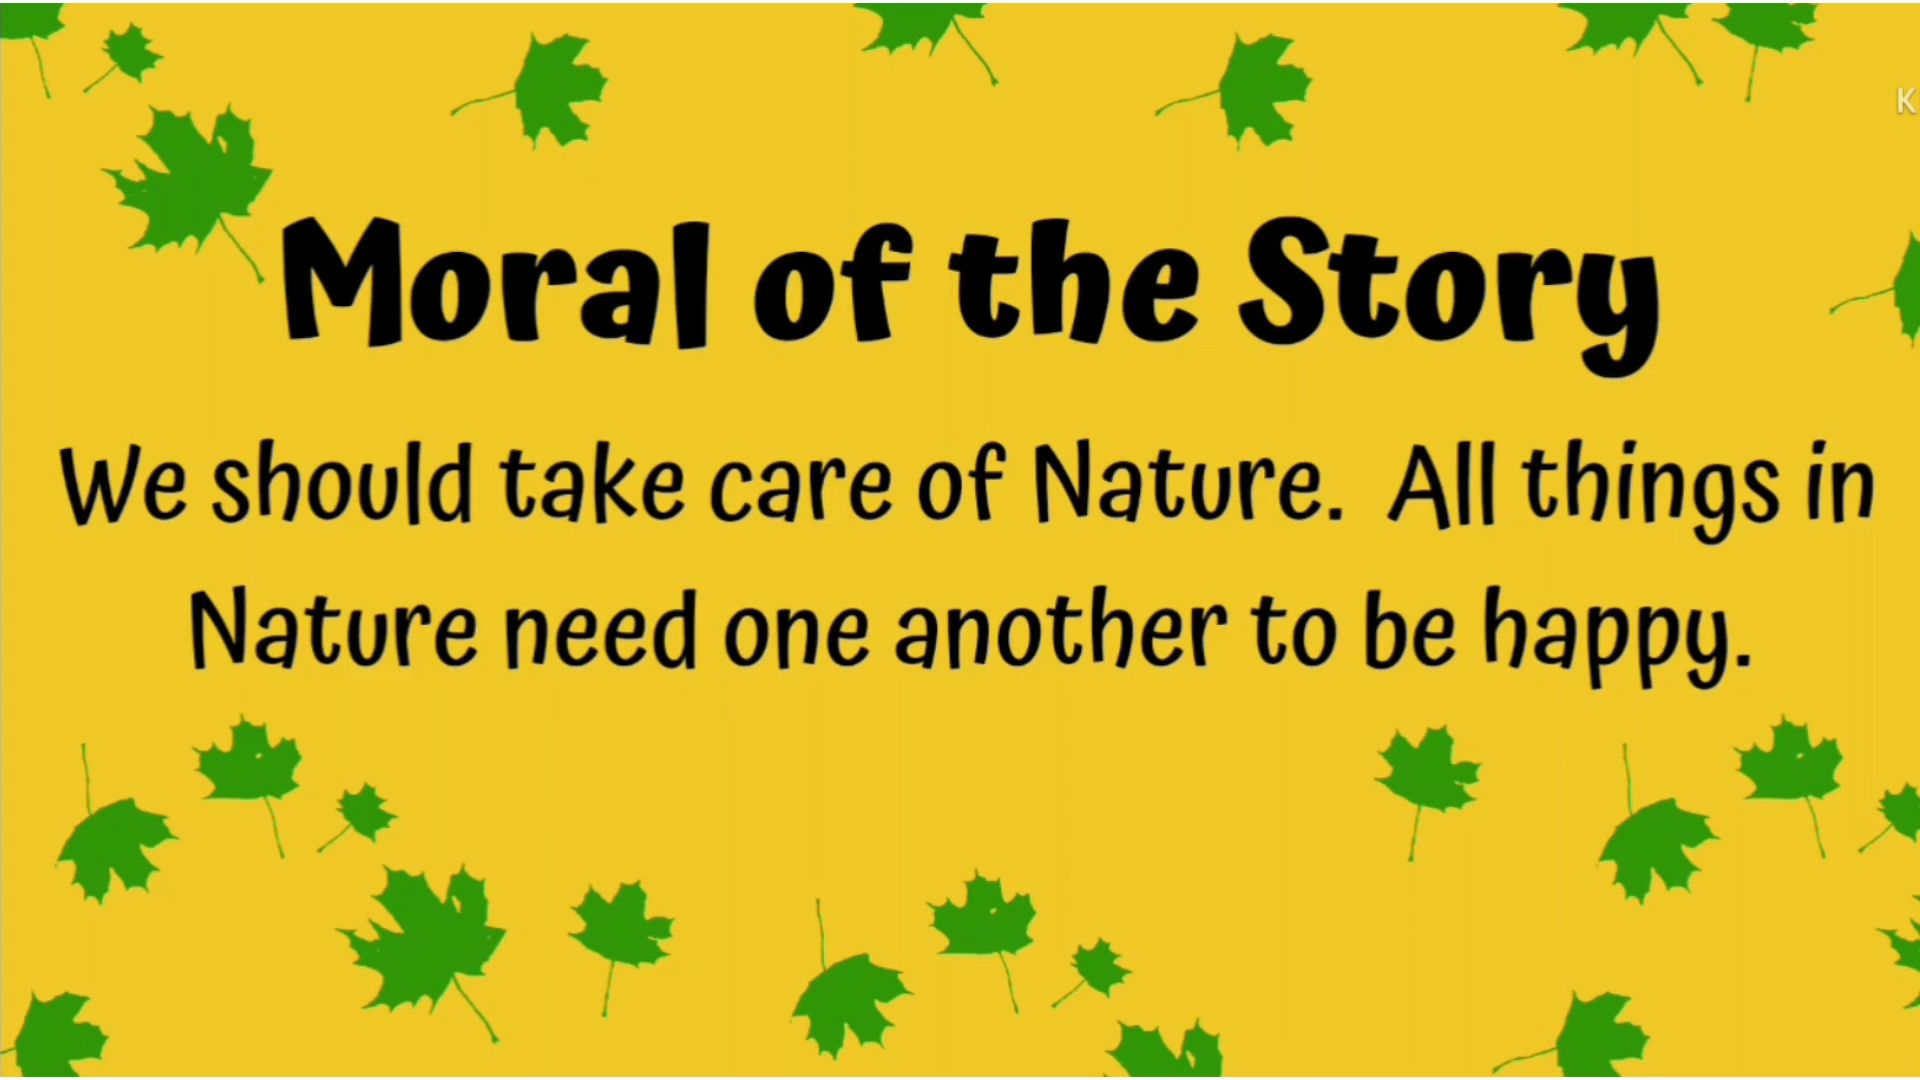 K
Moral of the Story
We should take care of Nature. All things in
Nature need one another to be happy.